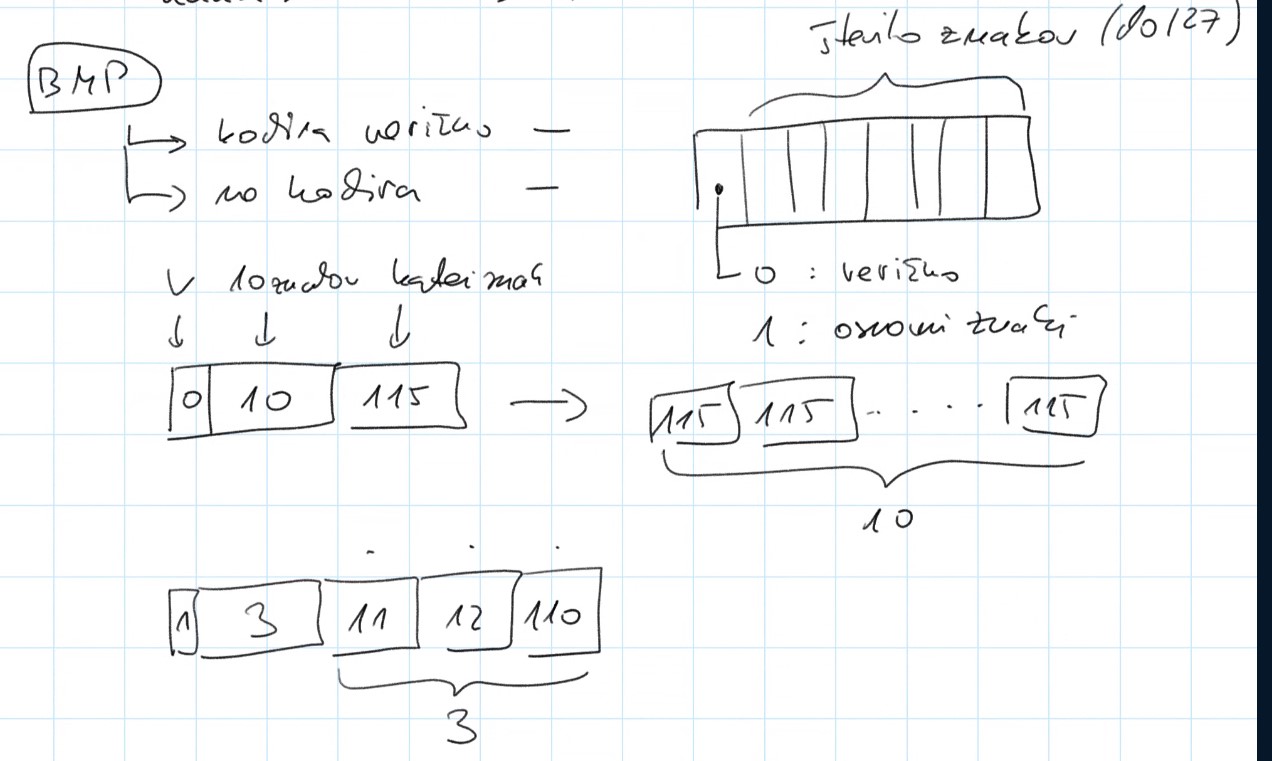 število znakov (do 127)
BMP
kodira verižno –
ne kodira –
0 : verižno
V 10 znakov kateri znak
1 : osnovni znaki
0 10 115 → 115 115 . . . . . 115
10
1 3 11 12 110
3